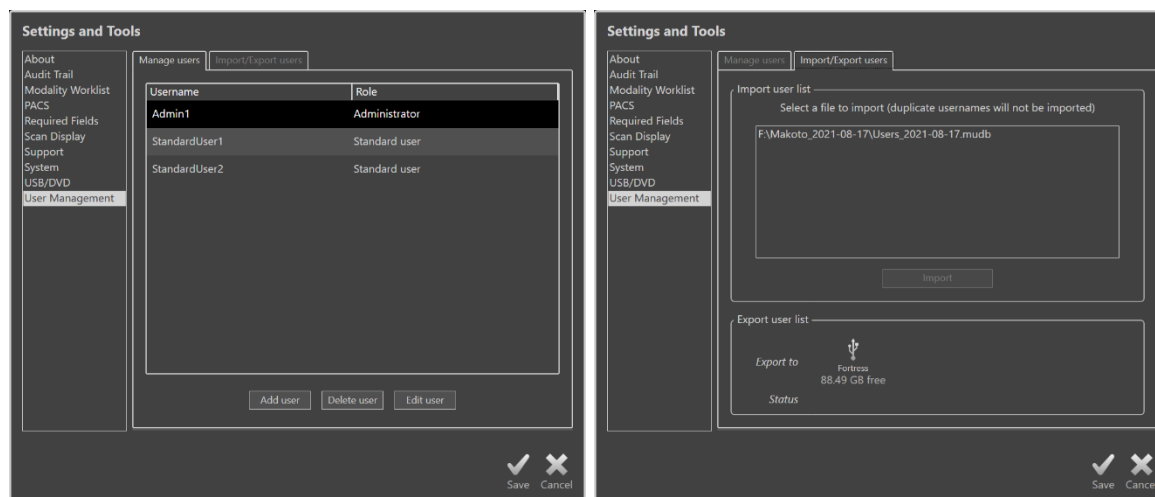 Settings and Tools
About
Audit Trail
Modality Worklist
PACS
Required Fields
Scan Display
Support
System
USB/DVD
User Management
Manage users
Import/Export users
Username Role
Admin1 Administrator
StandardUser1 Standard user
StandardUser2 Standard user
Add user
Delete user
Edit user
Save
Cancel
Settings and Tools
About
Audit Trail
Modality Worklist
PACS
Required Fields
Scan Display
Support
System
USB/DVD
User Management
Manage users
Import/Export users
Import user list
Select a file to import (duplicate usernames will not be imported)
F:\Makoto_2021-08-17\Users_2021-08-17.mudb
Import
Export user list
Export to
Fortress
88.49 GB free
Status
Save
Cancel